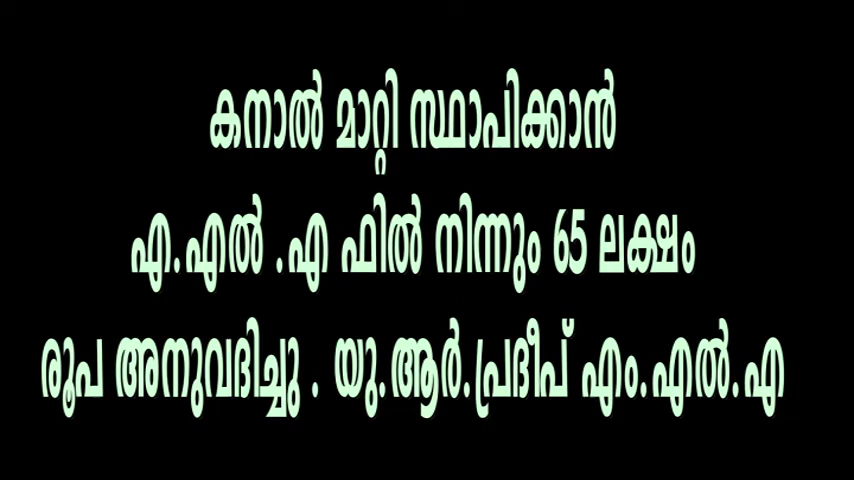 കനാൽ മാറ്റി സ്ഥാപിക്കാൻ
എ.എൽ .എ ഫിൽ നിന്നും 65 ലക്ഷം
രൂപ അനുവദിച്ചു . യു.ആർ.പ്രദീപ് എം.എൽ.എ